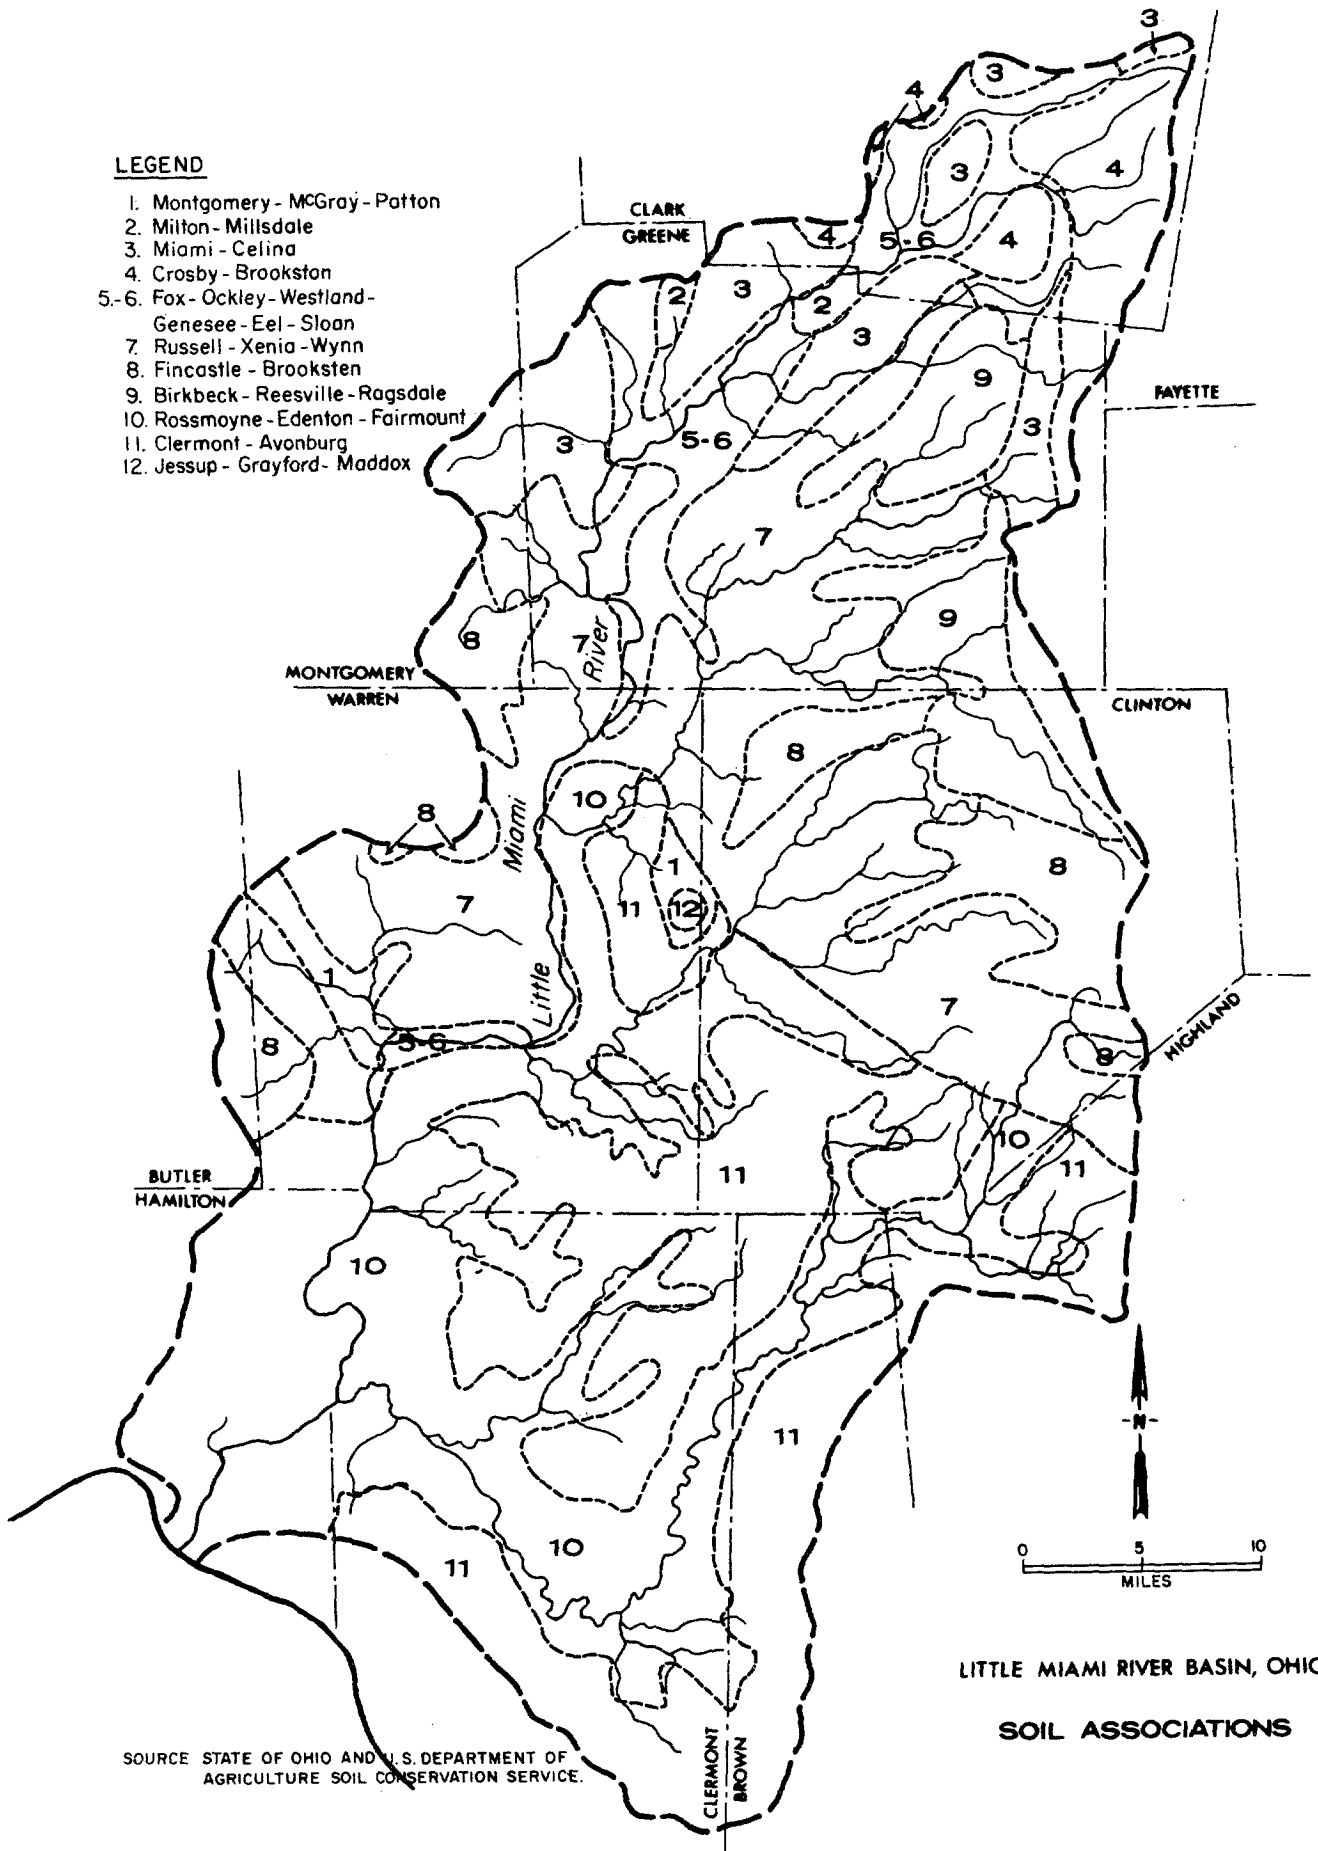 LEGEND
1. Montgomery - McGray - Patton
2. Milton - Millsdale
3. Miami - Celina
4. Crosby - Brookston
5.-6. Fox - Ockley - Westland -
Genesee - Eel - Sloan
7. Russell - Xenia - Wynn
8. Fincastle - Brooksten
9. Birkbeck - Reesville - Ragsdale
10. Rossmoyne - Edenton - Fairmount
11. Clermont - Avonburg
12. Jessup - Grayford - Maddox
3
3
4
3
4
CLARK
GREENE
4
5-6
4
2
3
2
3
9
FAYETTE
3
5-6
3
7
9
8
7
River
MONTGOMERY
WARREN
CLINTON
8
10
8
Miami
1
8
7
11
12
Little
1
7
8
5-6
8
HIGHLAND
10
11
11
BUTLER
HAMILTON
10
11
N
10
11
0 5 10
MILES
LITTLE MIAMI RIVER BASIN, OHIO
SOIL ASSOCIATIONS
CLERMONT
BROWN
SOURCE STATE OF OHIO AND U.S. DEPARTMENT OF
AGRICULTURE SOIL CONSERVATION SERVICE.